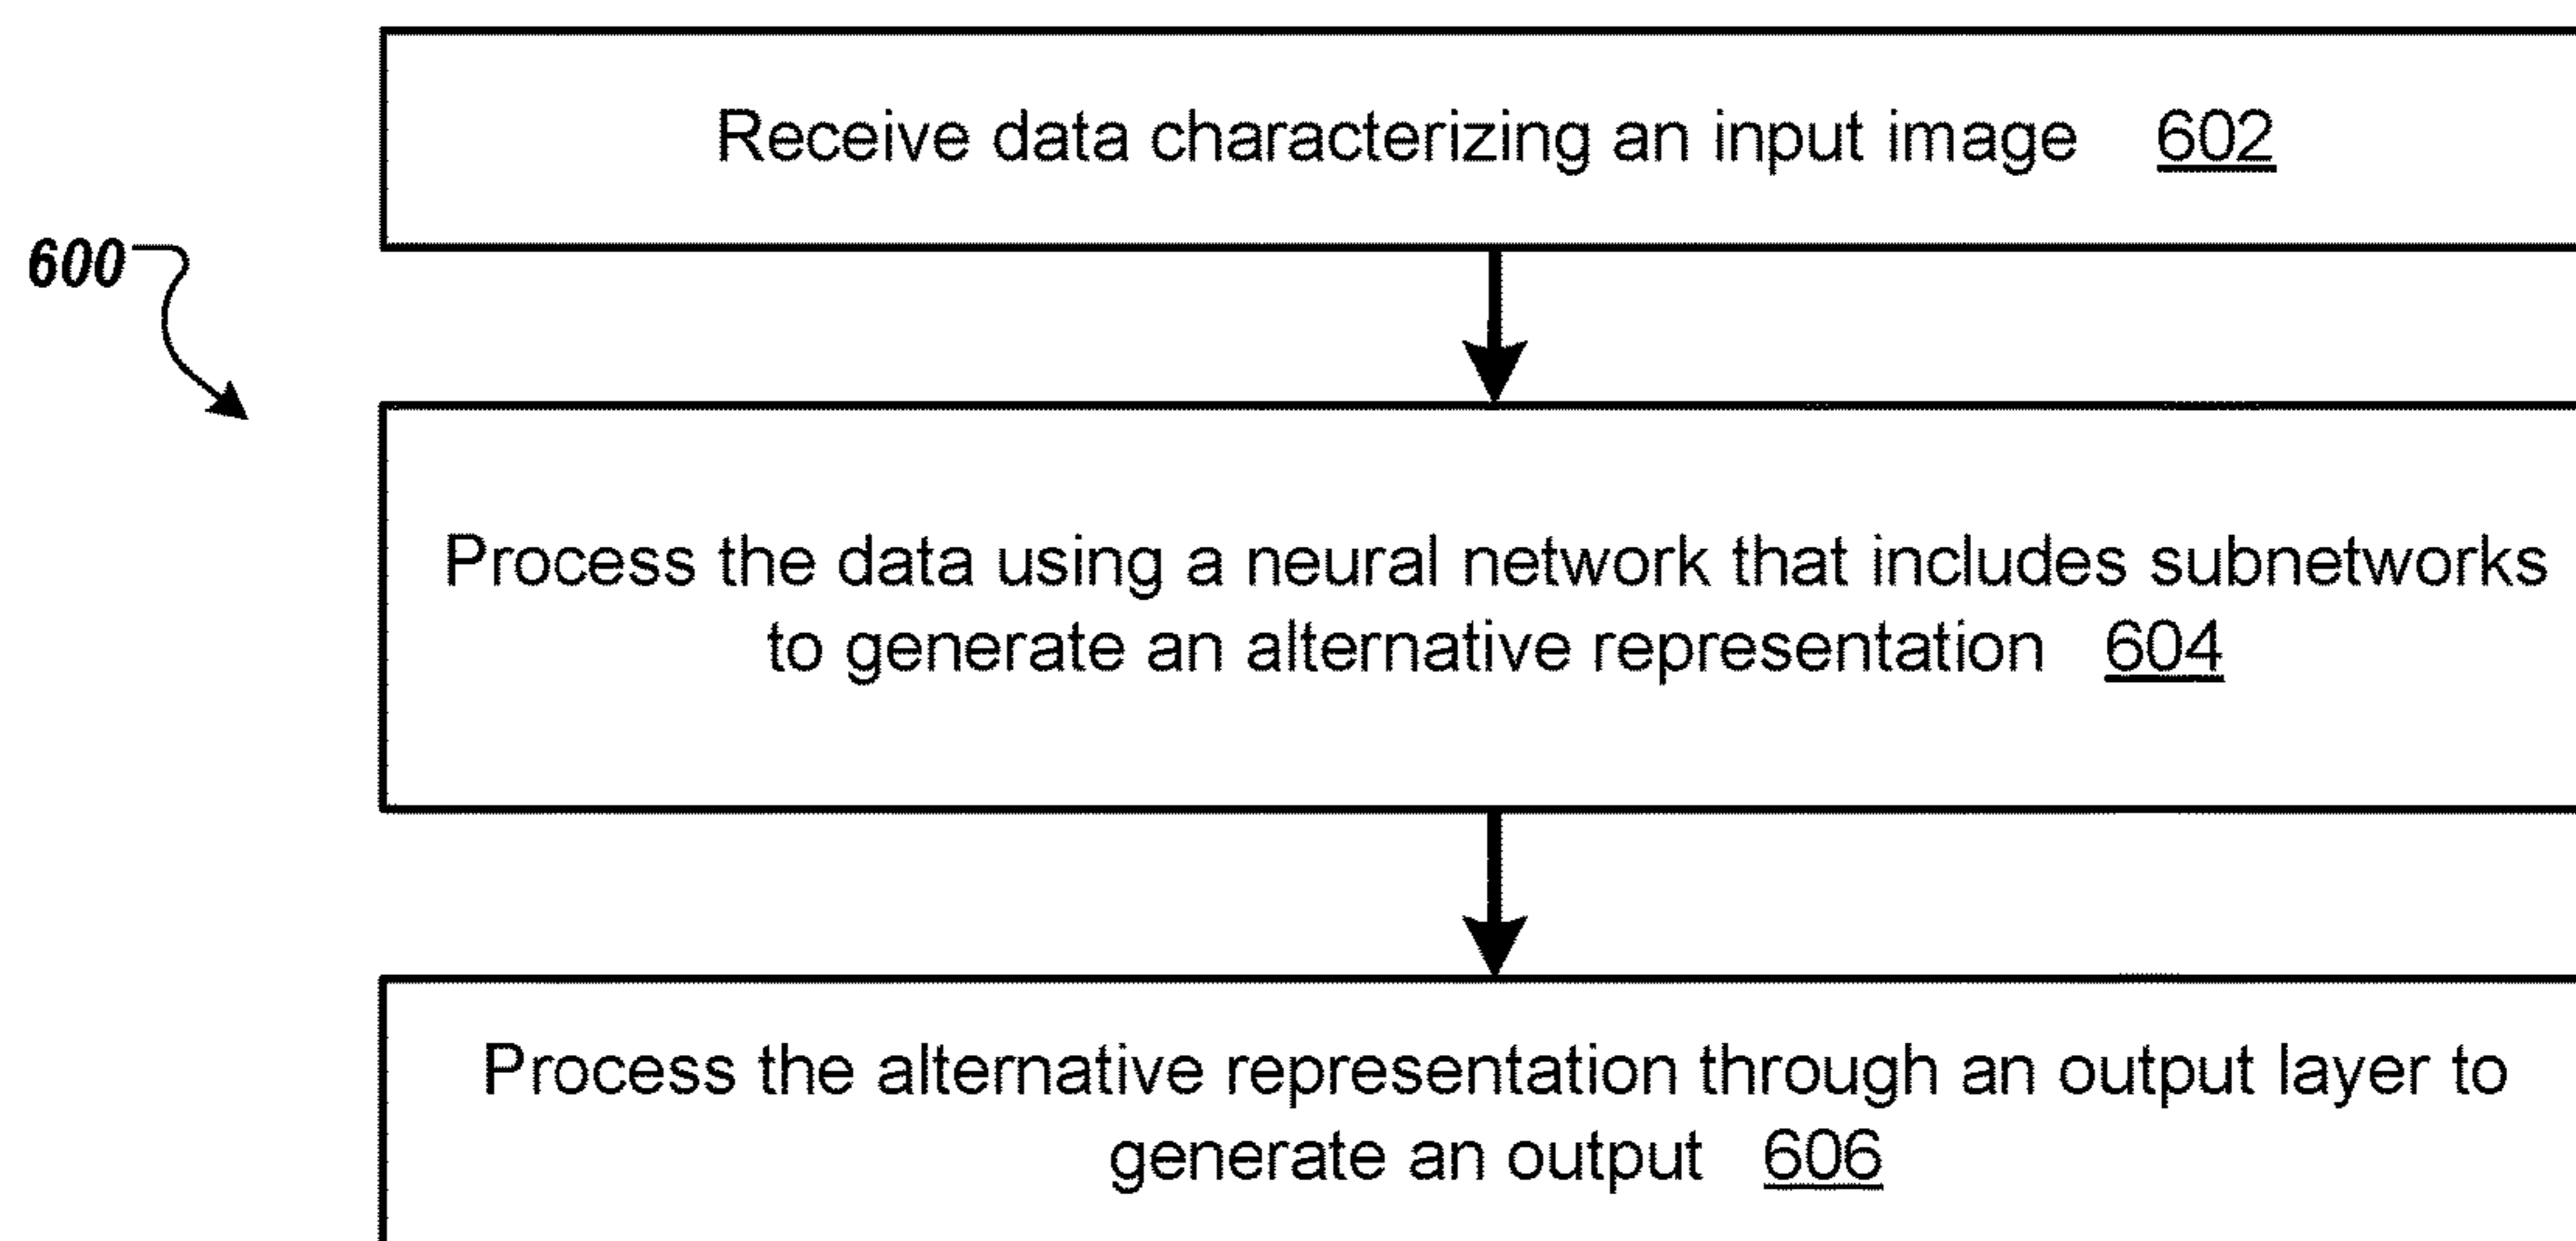 Receive data characterizing an input image 602
600
Process the data using a neural network that includes subnetworks
to generate an alternative representation 604
Process the alternative representation through an output layer to
generate an output 606